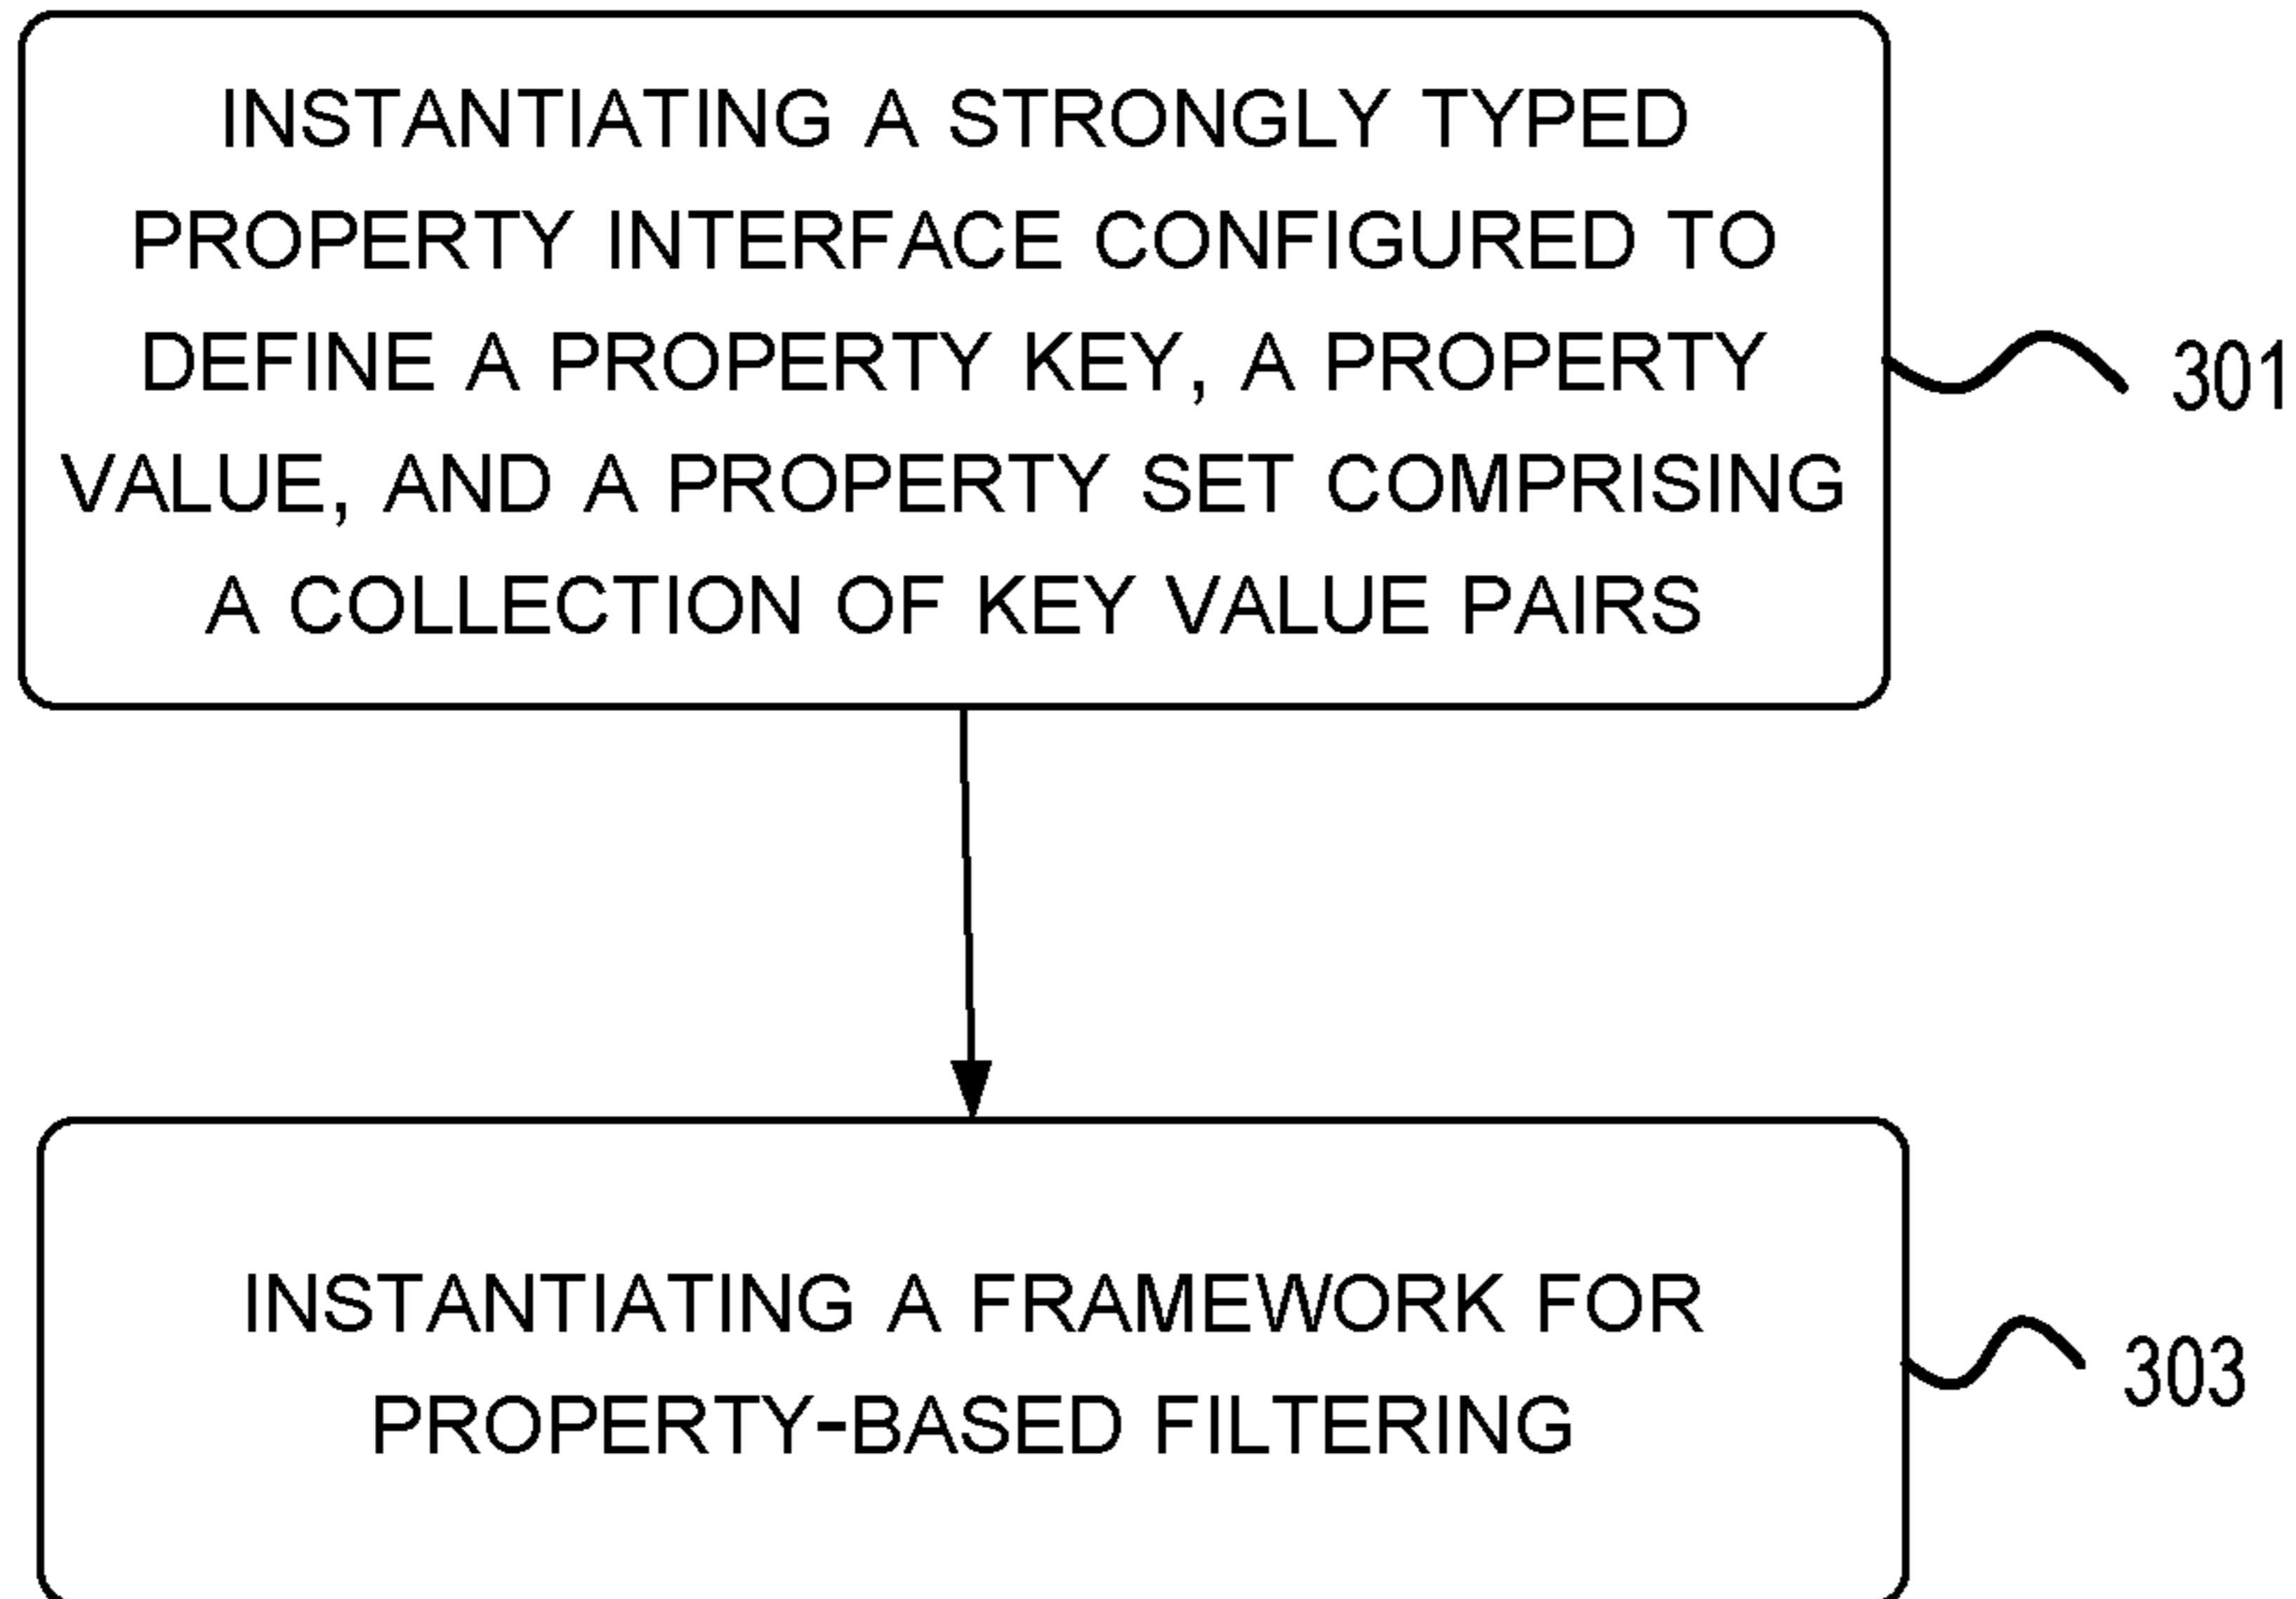 INSTANTIATING A STRONGLY TYPED
PROPERTY INTERFACE CONFIGURED TO
DEFINE A PROPERTY KEY, A PROPERTY
VALUE, AND A PROPERTY SET COMPRISING
A COLLECTION OF KEY VALUE PAIRS
301
INSTANTIATING A FRAMEWORK FOR
PROPERTY-BASED FILTERING
303